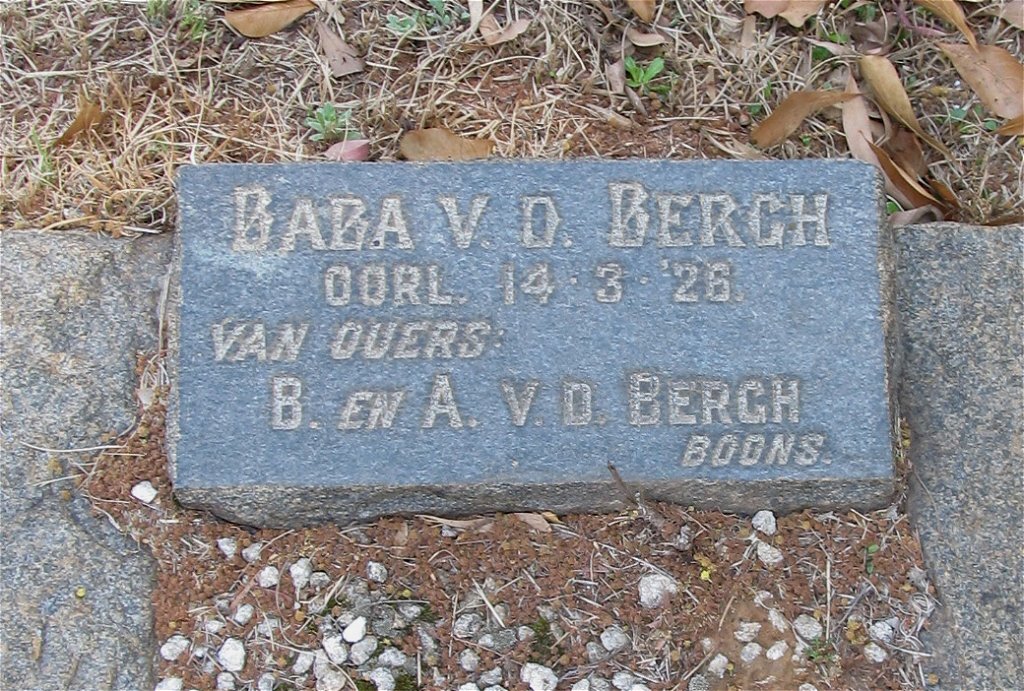 BABA V. D. BERGH
OORL. 14·3·'26.
VAN OUERS:
B. EN A. V. D. BERGH
BOONS.